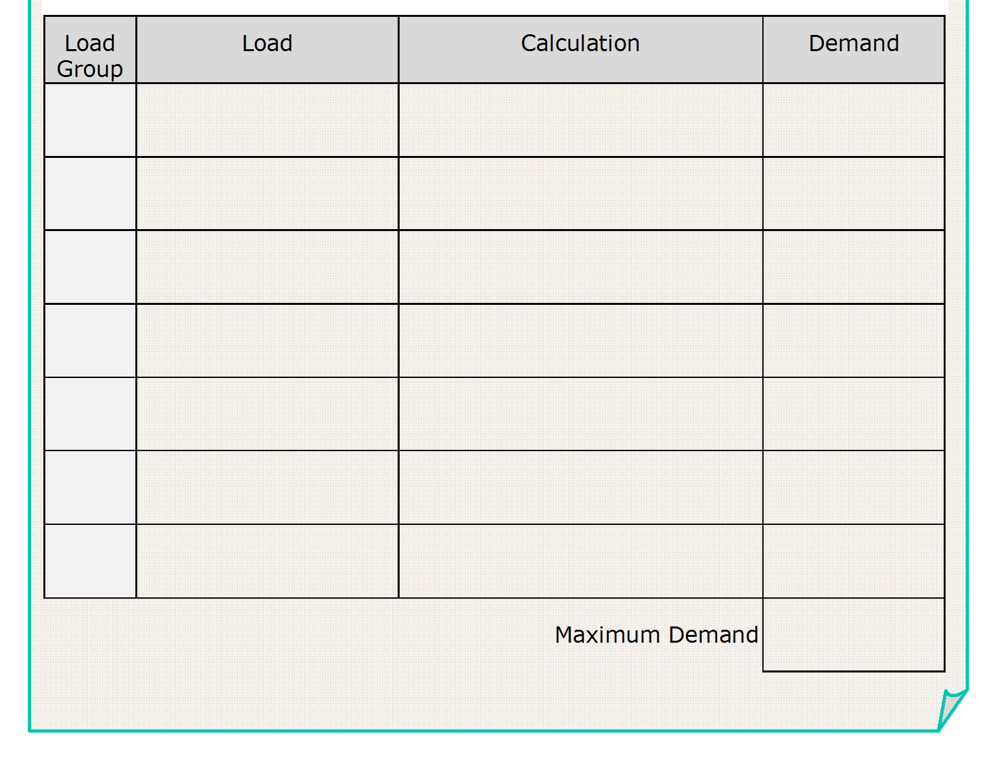 Load Group
Load
Calculation
Demand
Maximum Demand